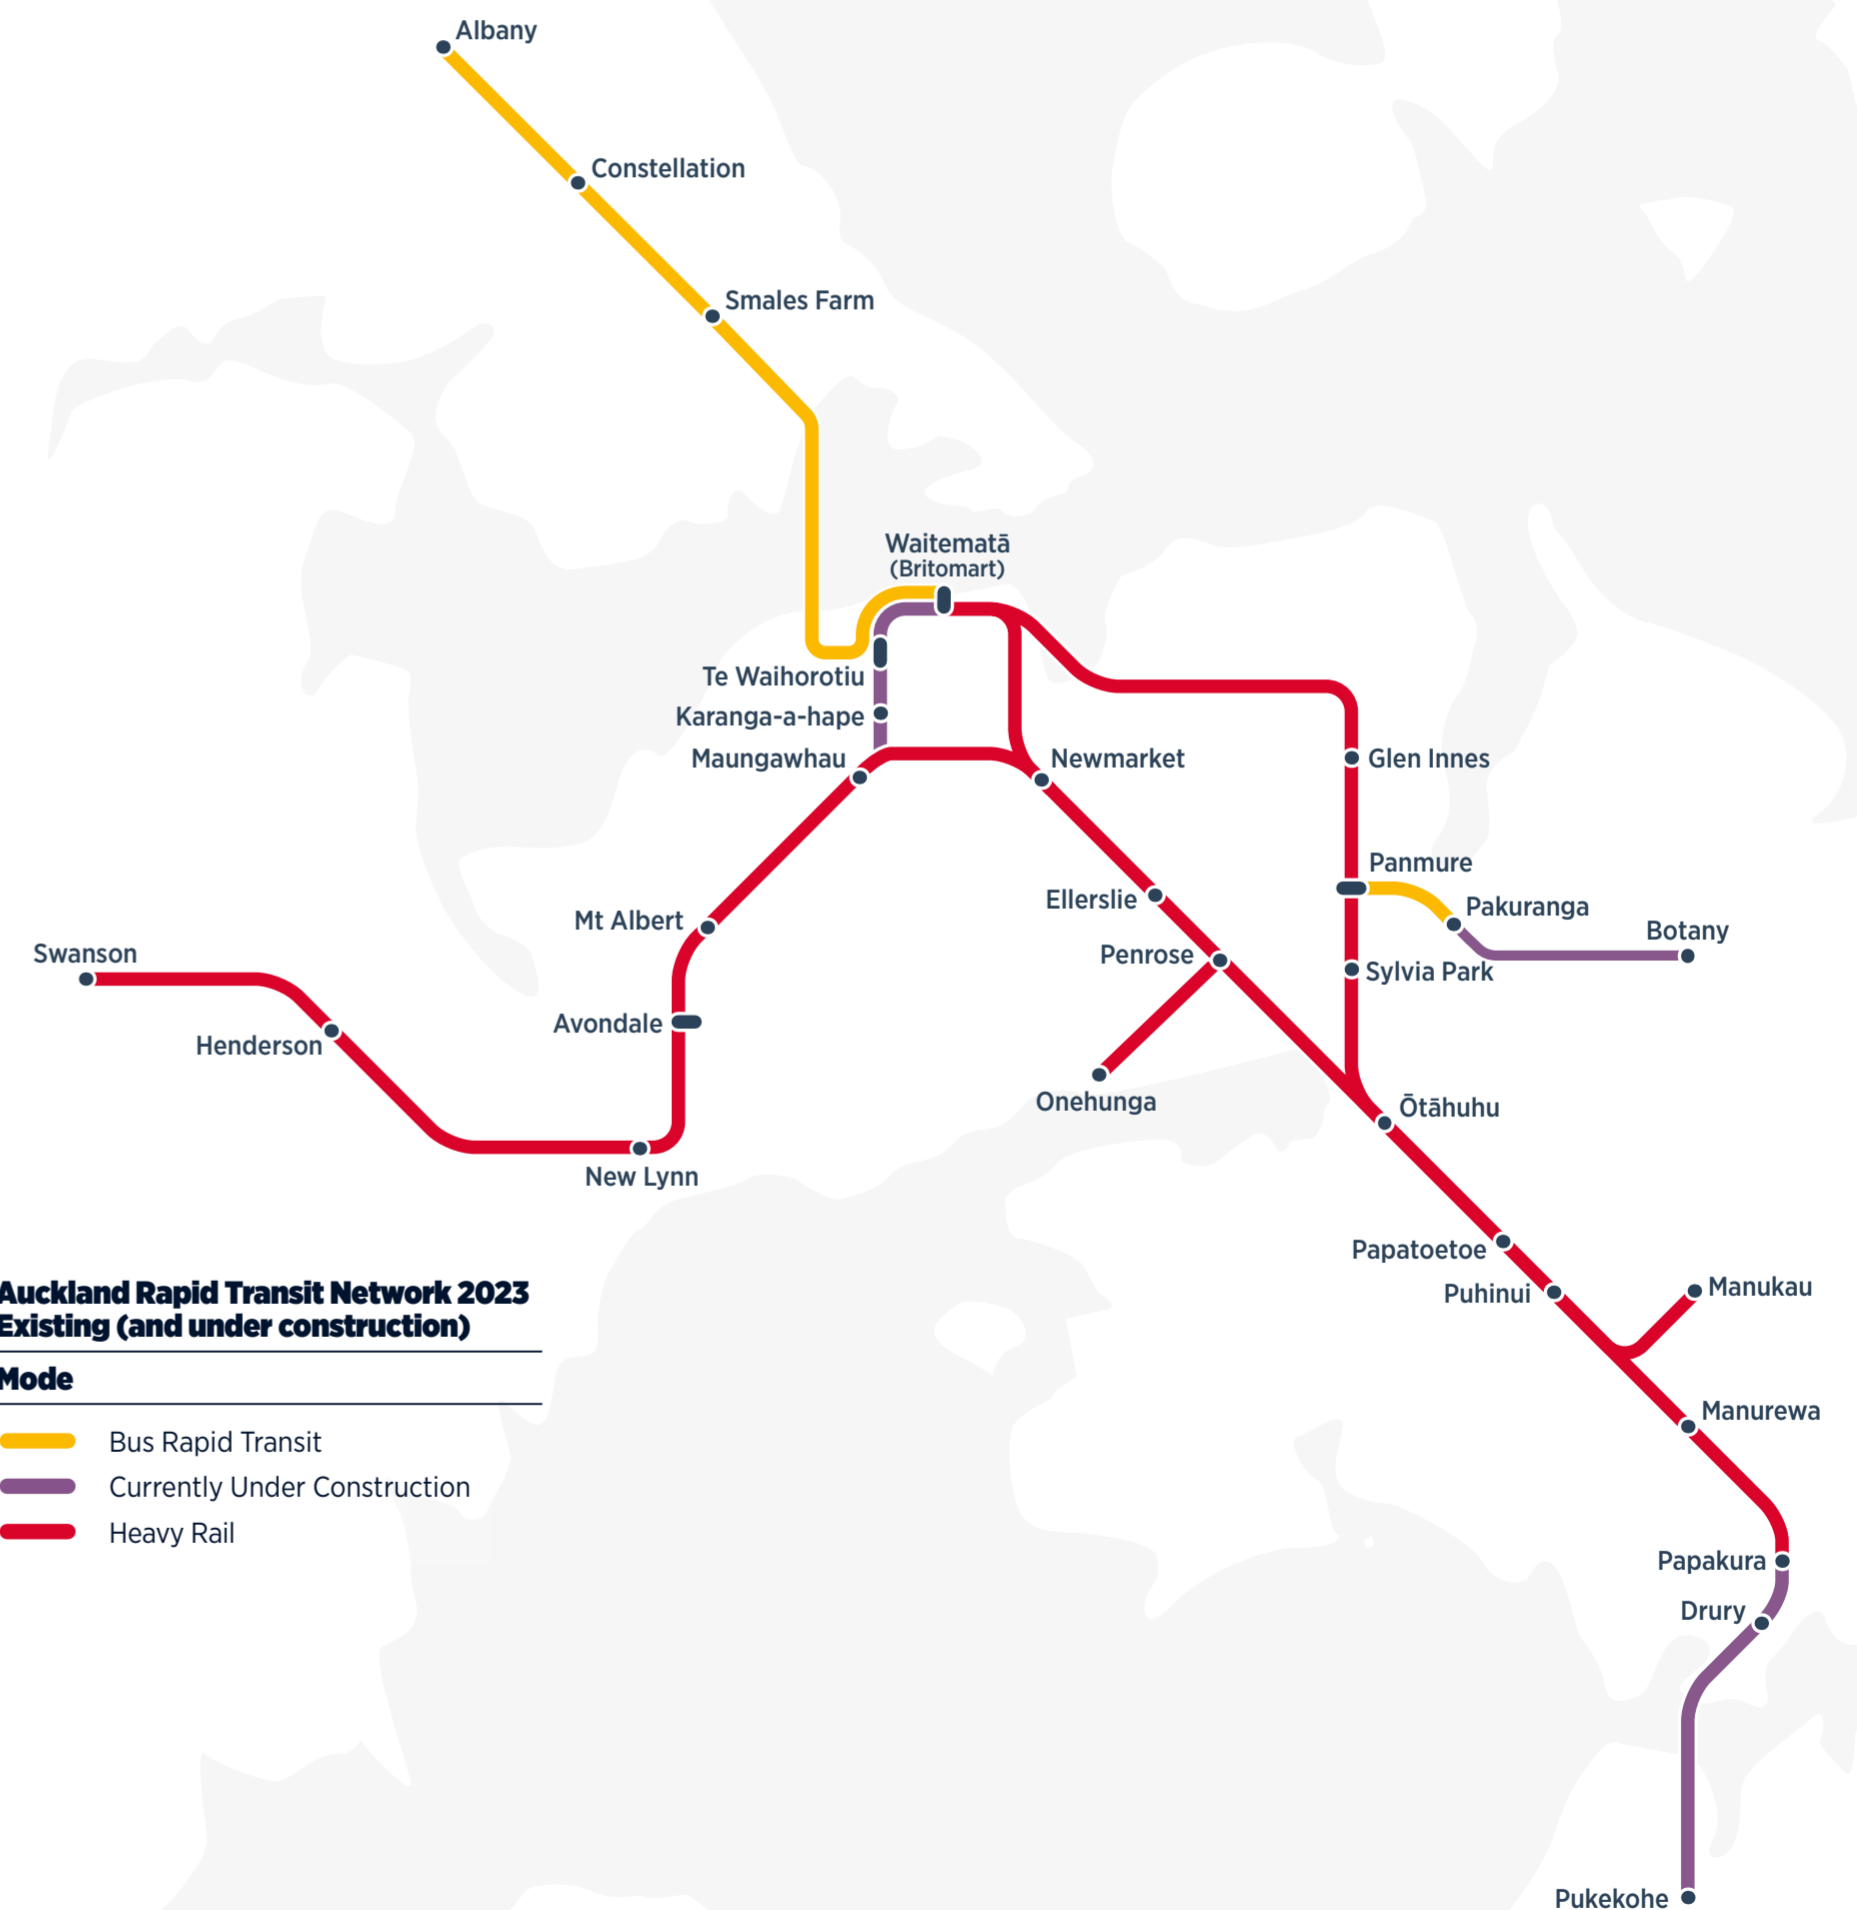 Albany
Constellation
Smales Farm
Waitematā
(Britomart)
Te Waihorotiu
Karanga-a-hape
Maungawhau
Newmarket
Glen Innes
Panmure
Ellerslie
Pakuranga
Mt Albert
Botany
Swanson
Penrose
Sylvia Park
Avondale
Henderson
Onehunga
Ōtāhuhu
New Lynn
Papatoetoe
Puhinui
Manukau
Auckland Rapid Transit Network 2023
Existing (and under construction)
Mode
Manurewa
Bus Rapid Transit
Currently Under Construction
Heavy Rail
Papakura
Drury
Pukekohe